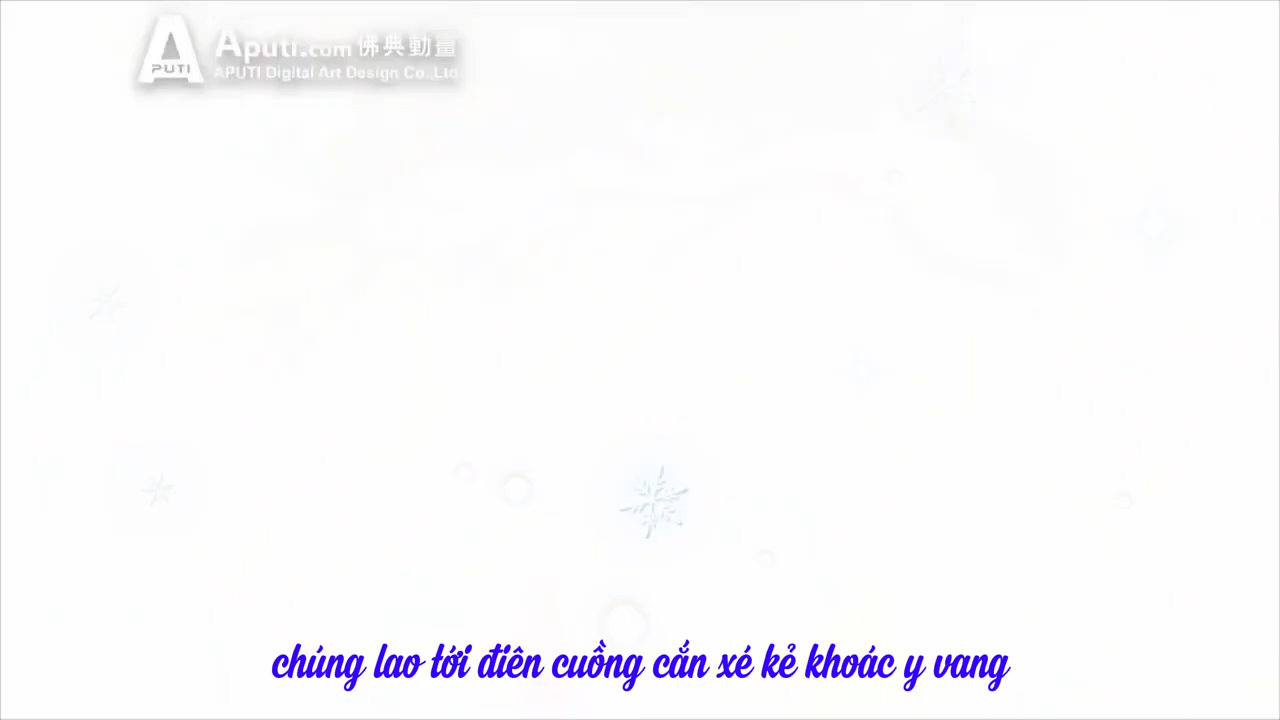 PUTI
Aputi.com 佛典動畫
APUTI Digital Art Design Co.,Ltd
chúng lao tới điên cuồng cắn xé kẻ khoác y vang